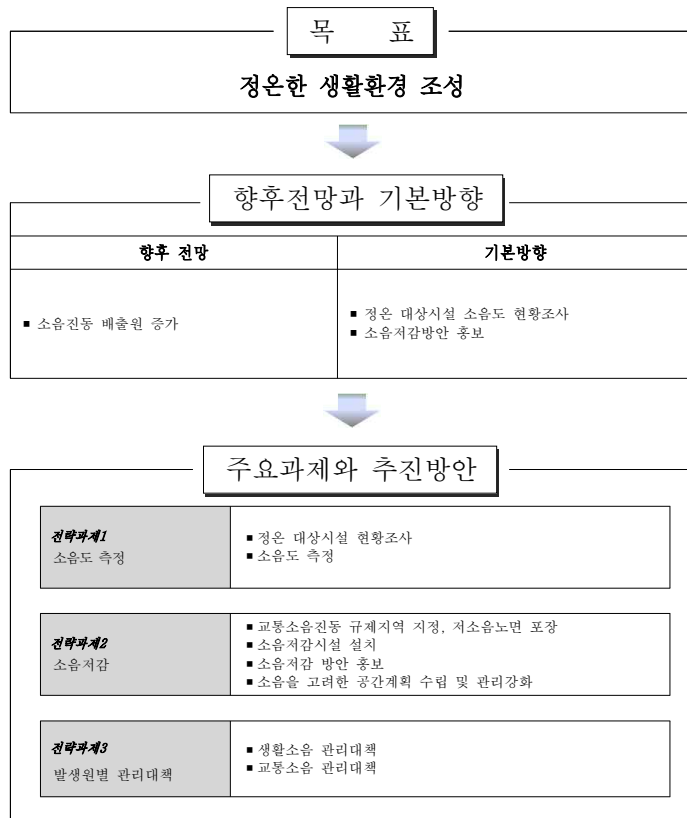 목 표
정온한 생활환경 조성
향후전망과 기본방향
향후 전망
기본방향
■ 소음진동 배출원 증가
■ 정온 대상시설 소음도 현황조사
■ 소음저감방안 홍보
주요과제와 추진방안
전략과제1
소음도 측정
■ 정온 대상시설 현황조사
■ 소음도 측정
전략과제2
소음저감
■ 교통소음진동 규제지역 지정, 저소음노면 포장
■ 소음저감시설 설치
■ 소음저감 방안 홍보
■ 소음을 고려한 공간계획 수립 및 관리강화
전략과제3
발생원별 관리대책
■ 생활소음 관리대책
■ 교통소음 관리대책